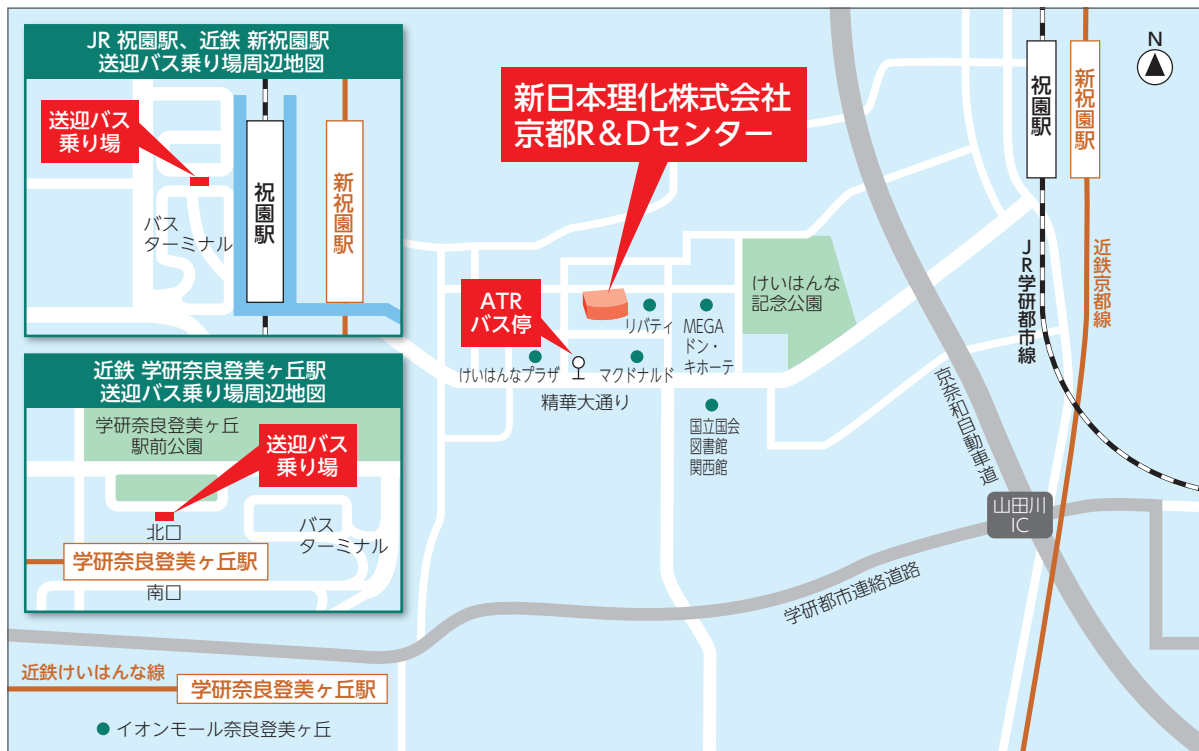 JR 祝園駅、近鉄 新祝園駅
送迎バス乗り場周辺地図
送迎バス
乗り場
バス
ターミナル
祝園駅
新祝園駅
近鉄 学研奈良登美ヶ丘駅
送迎バス乗り場周辺地図
学研奈良登美ヶ丘
駅前公園
送迎バス
乗り場
北口
バス
ターミナル
学研奈良登美ヶ丘駅
南口
新日本理化株式会社
京都R&Dセンター
ATR
バス停
リバティ
MEGA
ドン・
キホーテ
けいはんな
記念公園
けいはんなプラザ
マクドナルド
精華大通り
国立国会
図書館
関西館
祝園駅
新祝園駅
N
JR学研都市線
近鉄京都線
京奈和自動車道
山田川
IC
学研都市連絡道路
近鉄けいはんな線
学研奈良登美ヶ丘駅
イオンモール奈良登美ヶ丘